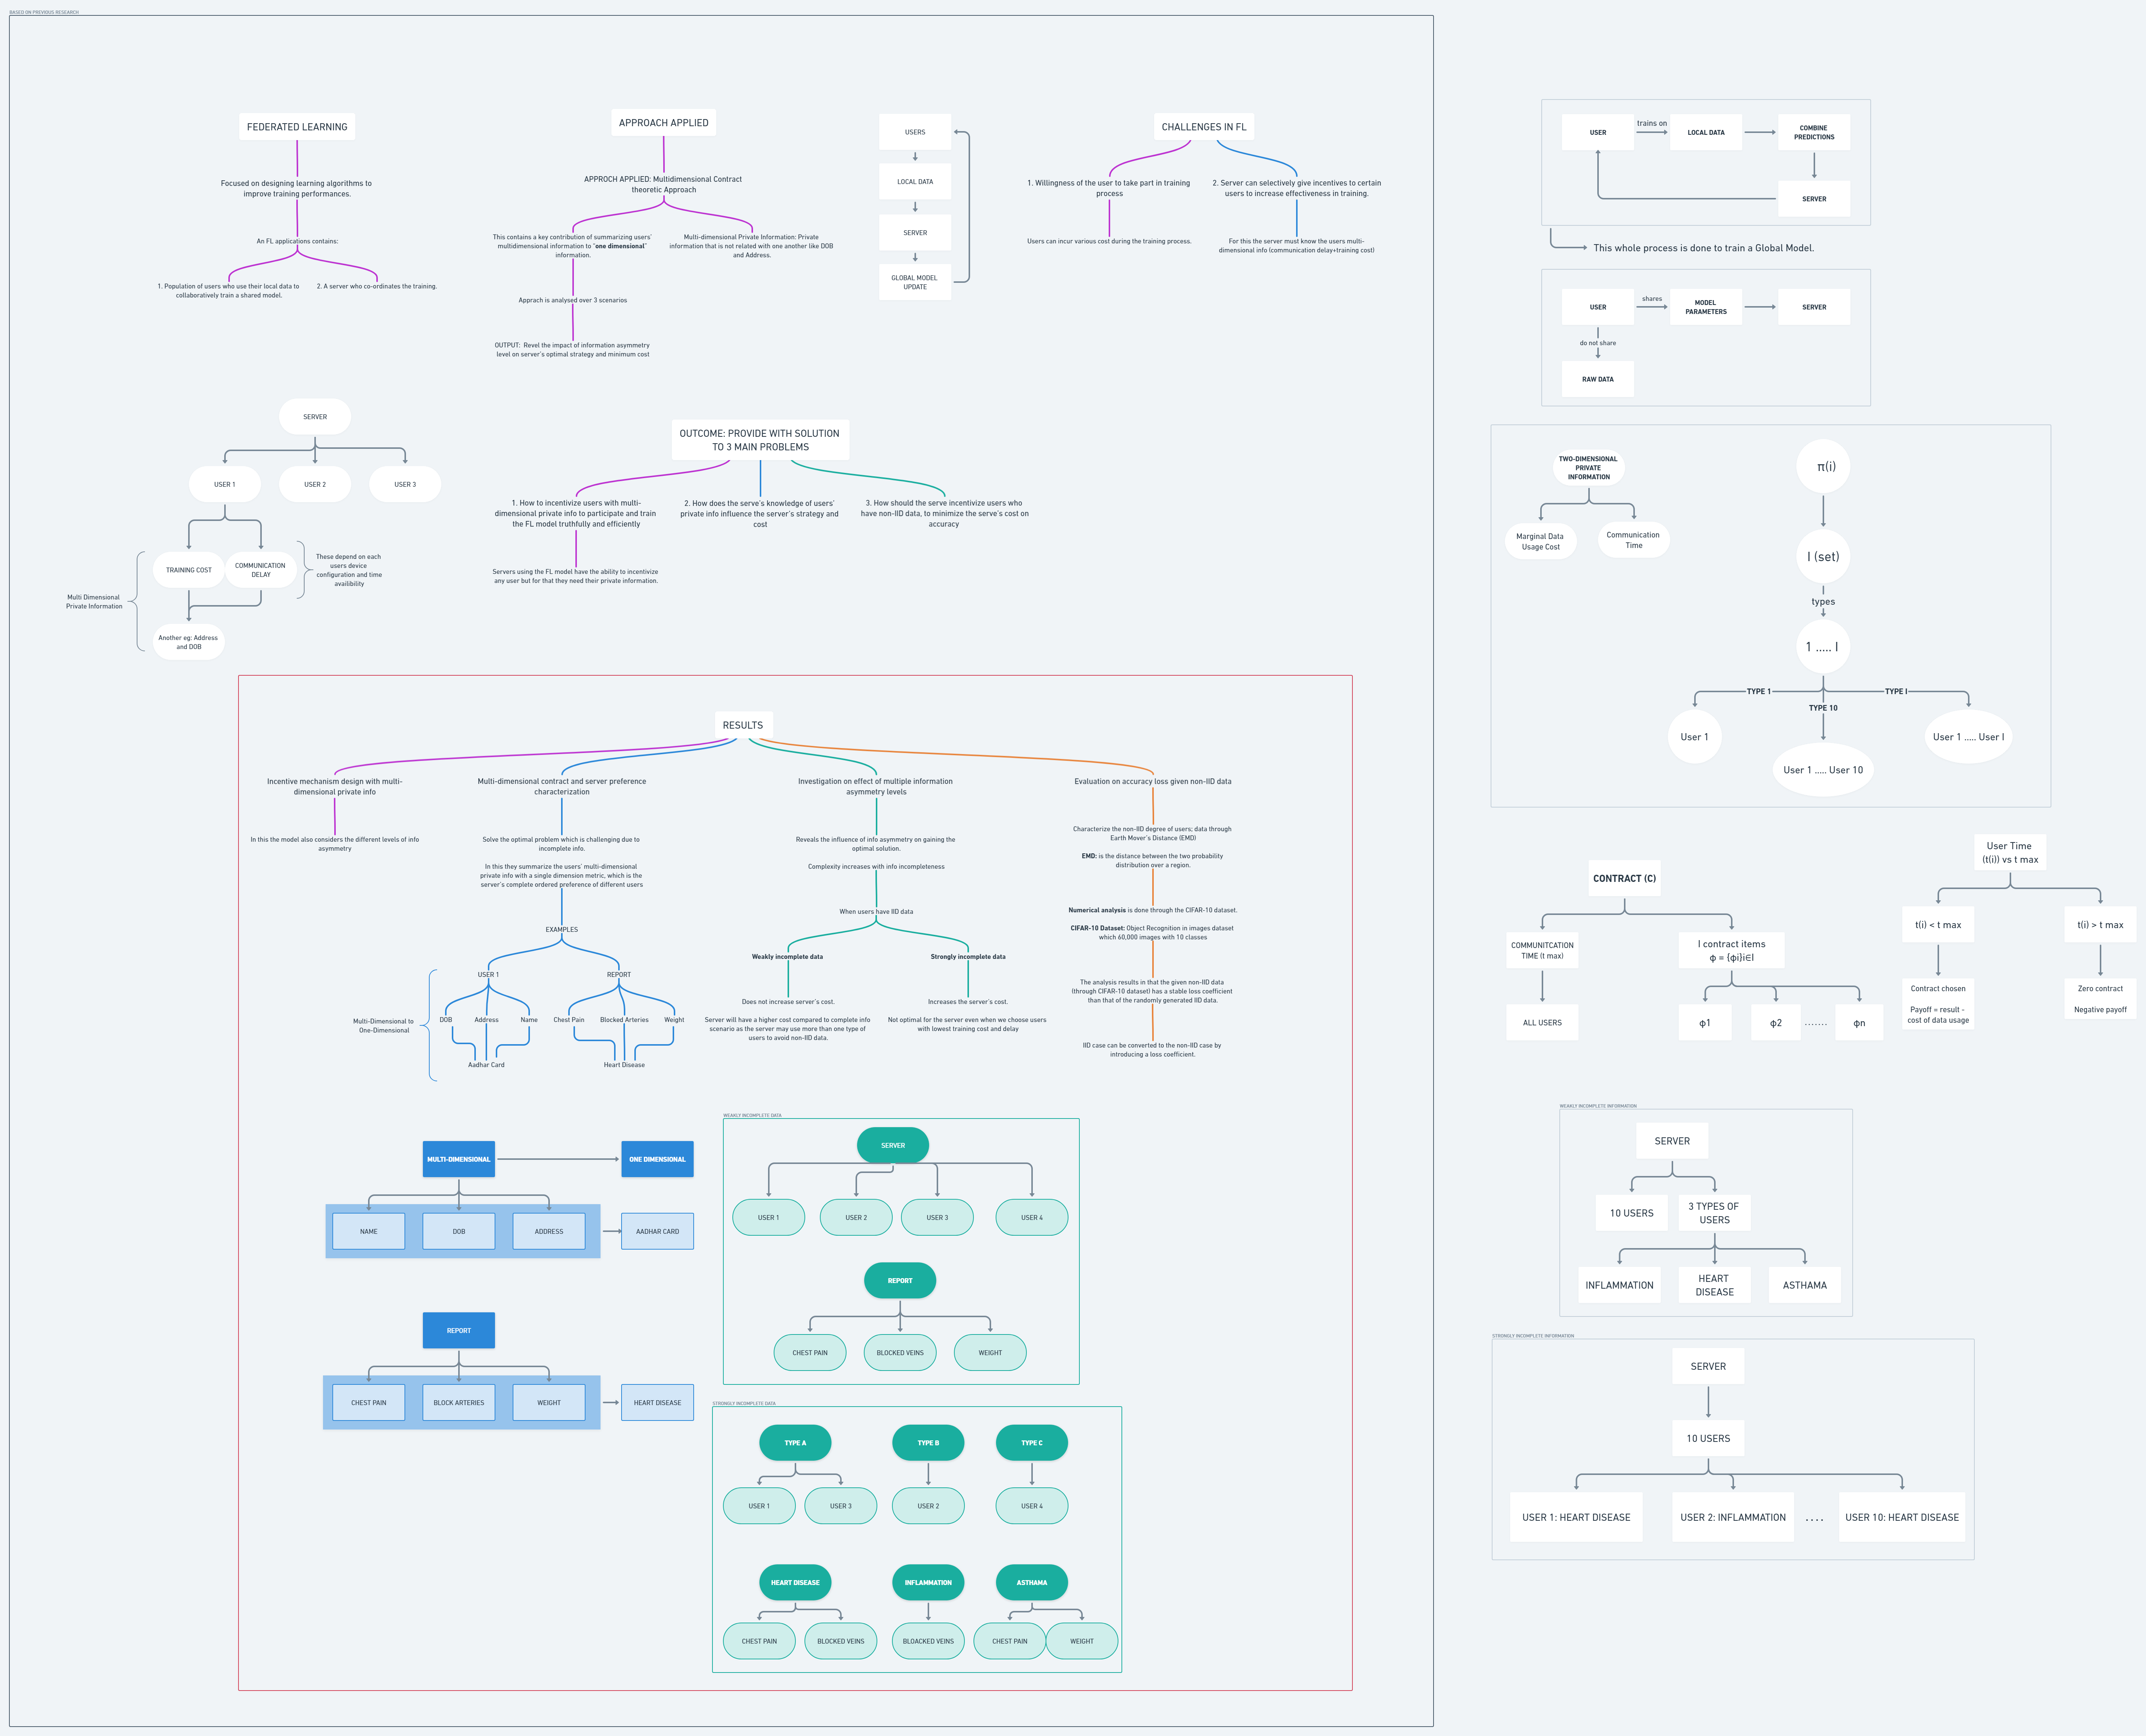 BASED ON PREVIOUS RESEARCH
FEDERATED LEARNING
Focused on designing learning algorithms to
improve training performances.
An FL applications contains:
1. Population of users who use their local data to
collaboratively train a shared model.
2. A server who co-ordinates the training.
APPROACH APPLIED
APPROCH APPLIED: Multidimensional Contract
theoretic Approach
This contains a key contribution of summarizing users'
multidimensional information to "one dimensional"
information.
Multi-dimensional Private Information: Private
information that is not related with one another like DOB
and Address.
Apprach is analysed over 3 scenarios
OUTPUT: Revel the impact of information asymmetry
level on server's optimal strategy and minimum cost
USERS
LOCAL DATA
SERVER
GLOBAL MODEL
UPDATE
CHALLENGES IN FL
1. Willingness of the user to take part in training
process
2. Server can selectively give incentives to certain
users to increase effectiveness in training.
Users can incur various cost during the training process.
For this the server must know the users multi-
dimensional info (communication delay+training cost)
SERVER
USER 1
USER 2
USER 3
TRAINING COST
COMMUNICATION
DELAY
These depend on each
users device
configuration and time
availibility
Multi Dimensional
Private Information
Another eg: Address
and DOB
OUTCOME: PROVIDE WITH SOLUTION
TO 3 MAIN PROBLEMS
1. How to incentivize users with multi-
dimensional private info to participate and train
the FL model truthfully and efficiently
2. How does the serve's knowledge of users'
private info influence the server's strategy and
cost
3. How should the serve incentivize users who
have non-IID data, to minimize the serve's cost on
accuracy
Servers using the FL model have the ability to incentivize
any user but for that they need their private information.
RESULTS
Incentive mechanism design with multi-
dimensional private info
In this the model also considers the different levels of info
asymmetry
Multi-dimensional contract and server preference
characterization
Solve the optimal problem which is challenging due to
incomplete info.
In this they summarize the users' multi-dimensional
private info with a single dimension metric, which is the
server's complete ordered preference of different users
EXAMPLES
USER 1
REPORT
DOB
Address
Name
Chest Pain
Blocked Arteries
Weight
Multi-Dimensional to
One-Dimensional
Aadhar Card
Heart Disease
Investigation on effect of multiple information
asymmetry levels
Reveals the influence of info asymmetry on gaining the
optimal solution.
Complexity increases with info incompleteness
When users have IID data
Weakly incomplete data
Strongly incomplete data
Does not increase server's cost.
Server will have a higher cost compared to complete info
scenario as the server may use more than one type of
users to avoid non-IID data.
Increases the server's cost.
Not optimal for the server even when we choose users
with lowest training cost and delay
Evaluation on accuracy loss given non-IID data
Characterize the non-IID degree of users; data through
Earth Mover's Distance (EMD)
EMD: is the distance between the two probability
distribution over a region.
Numerical analysis is done through the CIFAR-10 dataset.
CIFAR-10 Dataset: Object Recognition in images dataset
which 60,000 images with 10 classes
The analysis results in that the given non-IID data
(through CIFAR-10 dataset) has a stable loss coefficient
than that of the randomly generated IID data.
IID case can be converted to the non-IID case by
introducing a loss coefficient.
MULTI-DIMENSIONAL
ONE DIMENSIONAL
NAME
DOB
ADDRESS
AADHAR CARD
REPORT
CHEST PAIN
BLOCK ARTERIES
WEIGHT
HEART DISEASE
WEAKLY INCOMPLETE DATA
SERVER
USER 1
USER 2
USER 3
USER 4
REPORT
CHEST PAIN
BLOCKED VEINS
WEIGHT
STRONGLY INCOMPLETE DATA
TYPE A
TYPE B
TYPE C
USER 1
USER 3
USER 2
USER 4
HEART DISEASE
INFLAMMATION
ASTHAMA
CHEST PAIN
BLOCKED VEINS
BLOACKED VEINS
CHEST PAIN
WEIGHT
USER
trains on
LOCAL DATA
COMBINE
PREDICTIONS
SERVER
This whole process is done to train a Global Model.
USER
shares
MODEL
PARAMETERS
SERVER
do not share
RAW DATA
TWO-DIMENSIONAL
PRIVATE
INFORMATION
Marginal Data
Usage Cost
Communication
Time
π(i)
I (set)
types
1 ..... I
TYPE 1
TYPE 10
TYPE I
User 1
User 1 ..... User 10
User 1 ..... User I
CONTRACT (C)
COMMUNITCATION
TIME (t max)
I contract items
φ = {φi}i∈I
ALL USERS
φ1
φ2
.......
φn
User Time
(t(i)) vs t max
t(i) < t max
t(i) > t max
Contract chosen
Payoff = result -
cost of data usage
Zero contract
Negative payoff
WEAKLY INCOMPLETE INFORMATION
SERVER
10 USERS
3 TYPES OF
USERS
INFLAMMATION
HEART
DISEASE
ASTHAMA
STRONGLY INCOMPLETE INFORMATION
SERVER
10 USERS
USER 1: HEART DISEASE
USER 2: INFLAMMATION
....
USER 10: HEART DISEASE